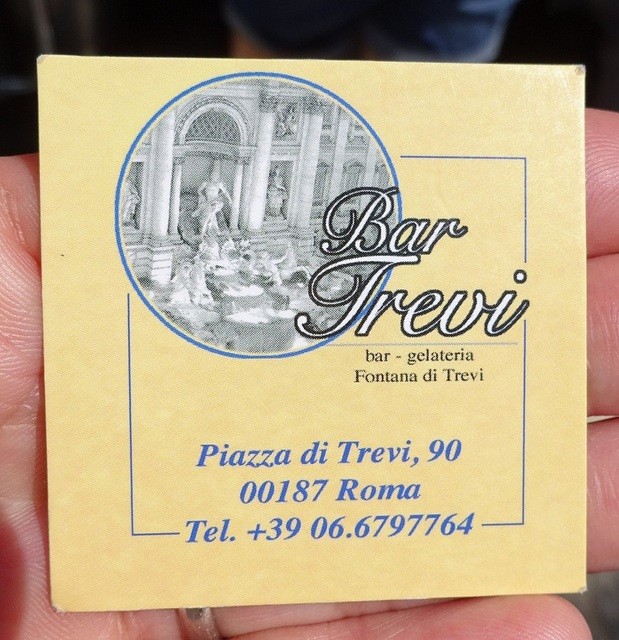 Bar
Trevi
bar - gelateria
Fontana di Trevi
Piazza di Trevi, 90
00187 Roma
Tel. +39 06.6797764